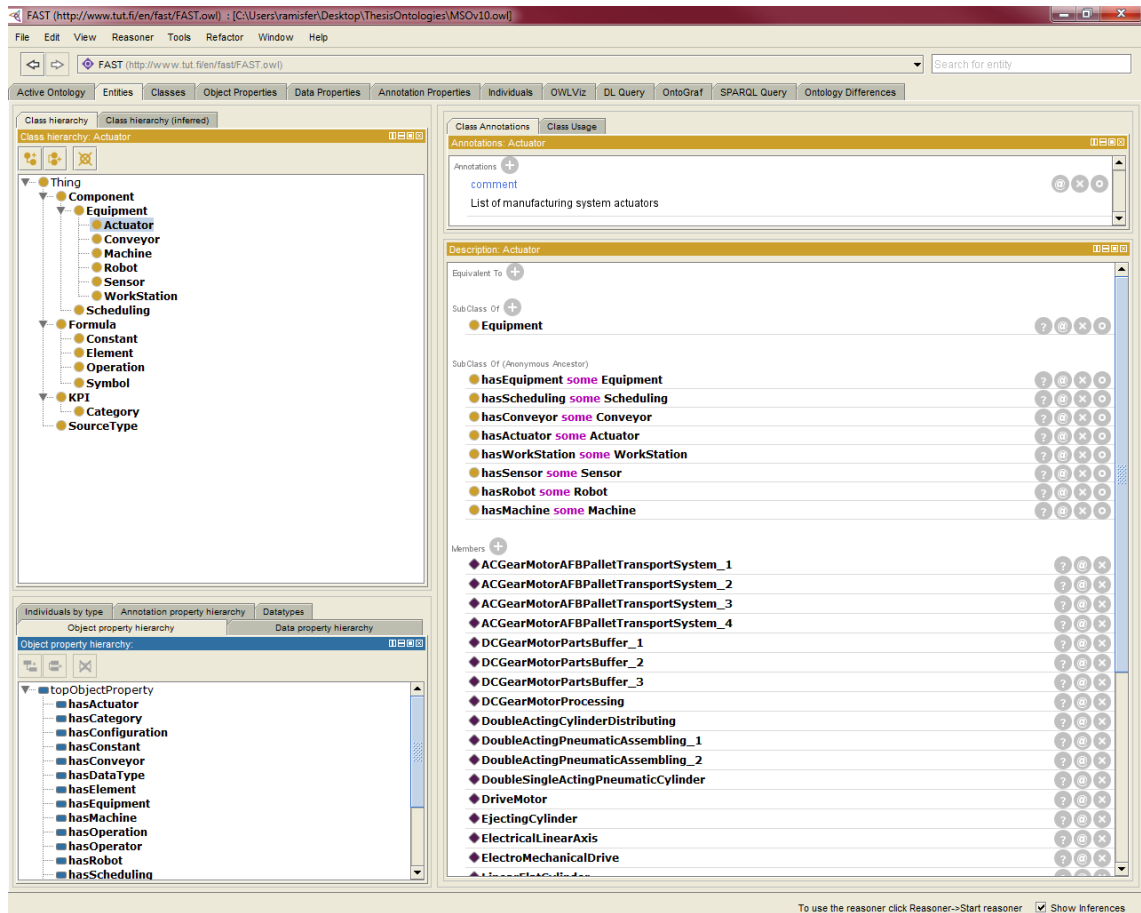 FAST (http://www.tut.fi/en/fast/FAST.owl) : [C:\Users\ramisfer\Desktop\ThesisOntologies\MSOv10.owl]
File Edit View Reasoner Tools Refactor Window Help
FAST (http://www.tut.fi/en/fast/FAST.owl)
Search for entity
Active Ontology Entities Classes Object Properties Data Properties Annotation Properties Individuals OWLViz DL Query OntoGraf SPARQL Query Ontology Differences
Class hierarchy Class hierarchy (inferred)
Class hierarchy: Actuator
Thing
Component
Equipment
Actuator
Conveyor
Machine
Robot
Sensor
WorkStation
Scheduling
Formula
Constant
Element
Operation
Symbol
KPI
Category
SourceType
Individuals by type Annotation property hierarchy Datatypes
Object property hierarchy Data property hierarchy
Object property hierarchy:
topObjectProperty
hasActuator
hasCategory
hasConfiguration
hasConstant
hasConveyor
hasDataType
hasElement
hasEquipment
hasMachine
hasOperation
hasOperator
hasRobot
hasScheduling
Class Annotations Class Usage
Annotations: Actuator
Annotations
comment
List of manufacturing system actuators
Description: Actuator
Equivalent To
SubClass Of
Equipment
SubClass Of (Anonymous Ancestor)
hasEquipment some Equipment
hasScheduling some Scheduling
hasConveyor some Conveyor
hasActuator some Actuator
hasWorkStation some WorkStation
hasSensor some Sensor
hasRobot some Robot
hasMachine some Machine
Members
ACGearMotorAFBPalletTransportSystem_1
ACGearMotorAFBPalletTransportSystem_2
ACGearMotorAFBPalletTransportSystem_3
ACGearMotorAFBPalletTransportSystem_4
DCGearMotorPartsBuffer_1
DCGearMotorPartsBuffer_2
DCGearMotorPartsBuffer_3
DCGearMotorProcessing
DoubleActingCylinderDistributing
DoubleActingPneumaticAssembling_1
DoubleActingPneumaticAssembling_2
DoubleSingleActingPneumaticCylinder
DriveMotor
EjectingCylinder
ElectricalLinearAxis
ElectroMechanicalDrive
To use the reasoner click Reasoner->Start reasoner Show Inferences